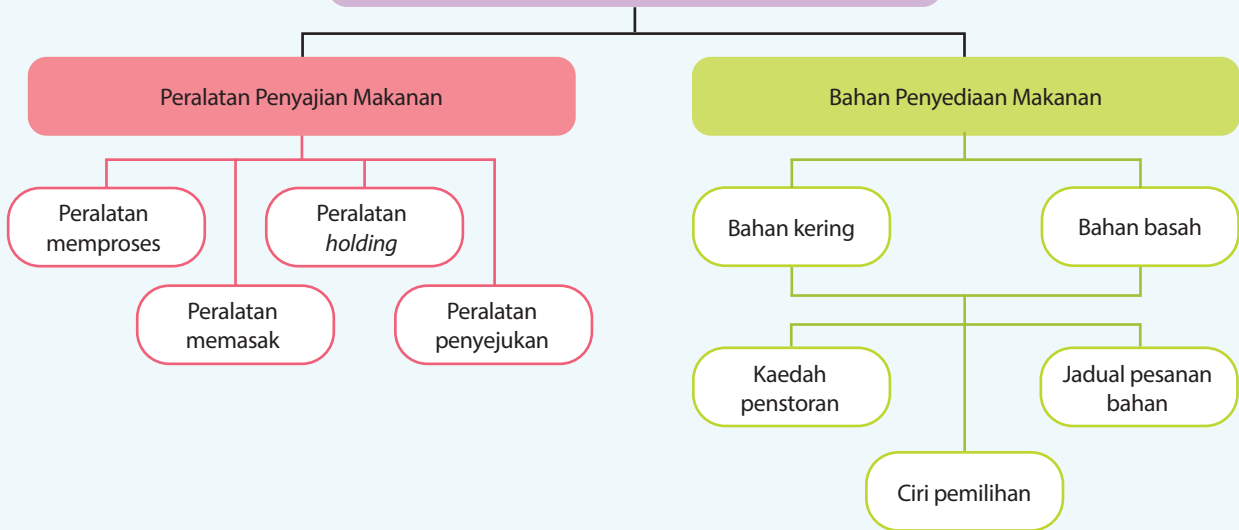 Peralatan Penyajian Makanan
Bahan Penyediaan Makanan
Peralatan
memproses
Peralatan
holding
Peralatan
memasak
Peralatan
penyejukan
Bahan kering
Bahan basah
Kaedah
penstoran
Jadual pesanan
bahan
Ciri pemilihan